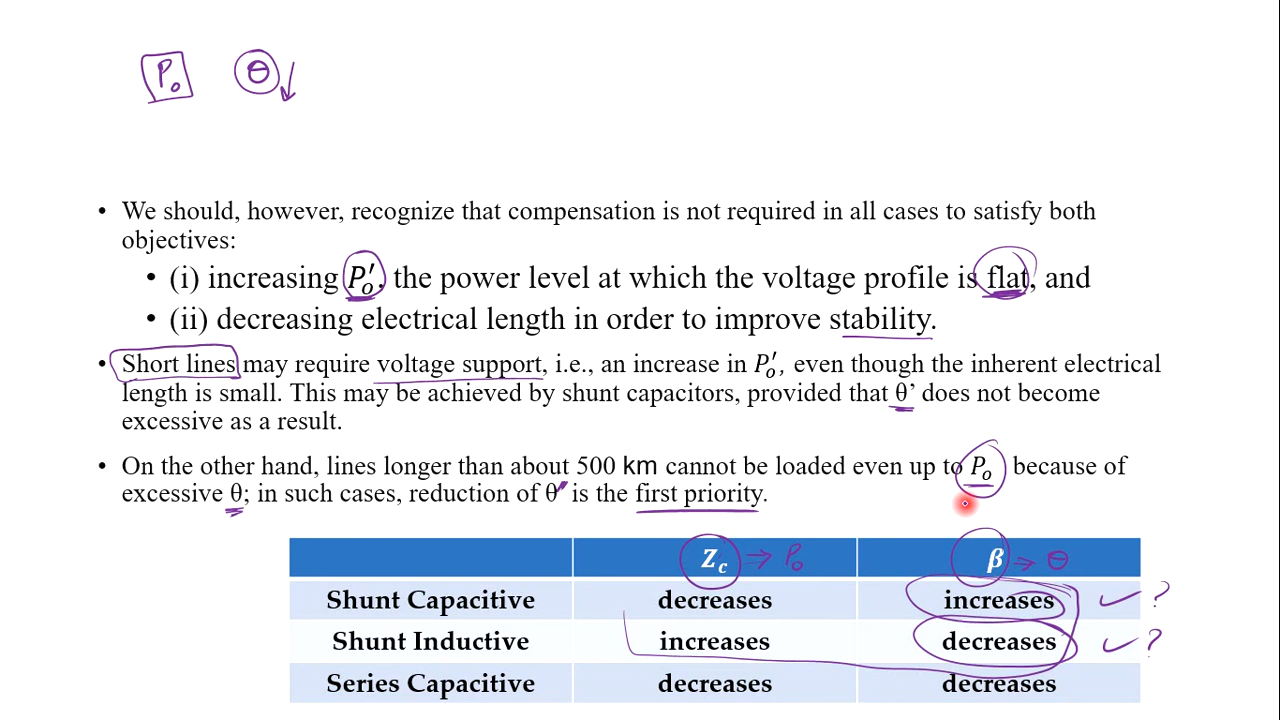 P₀ θ↓
• We should, however, recognize that compensation is not required in all cases to satisfy both
objectives:
• (i) increasing P₀′, the power level at which the voltage profile is flat, and
• (ii) decreasing electrical length in order to improve stability.
• Short lines may require voltage support, i.e., an increase in P₀′, even though the inherent electrical
length is small. This may be achieved by shunt capacitors, provided that θ’ does not become
excessive as a result.
• On the other hand, lines longer than about 500 km cannot be loaded even up to P₀ because of
excessive θ; in such cases, reduction of θ′ is the first priority.
Z_c ⇒ P₀ β ⇒ θ
Shunt Capacitive decreases increases ✓ ?
Shunt Inductive increases decreases ✓ ?
Series Capacitive decreases decreases